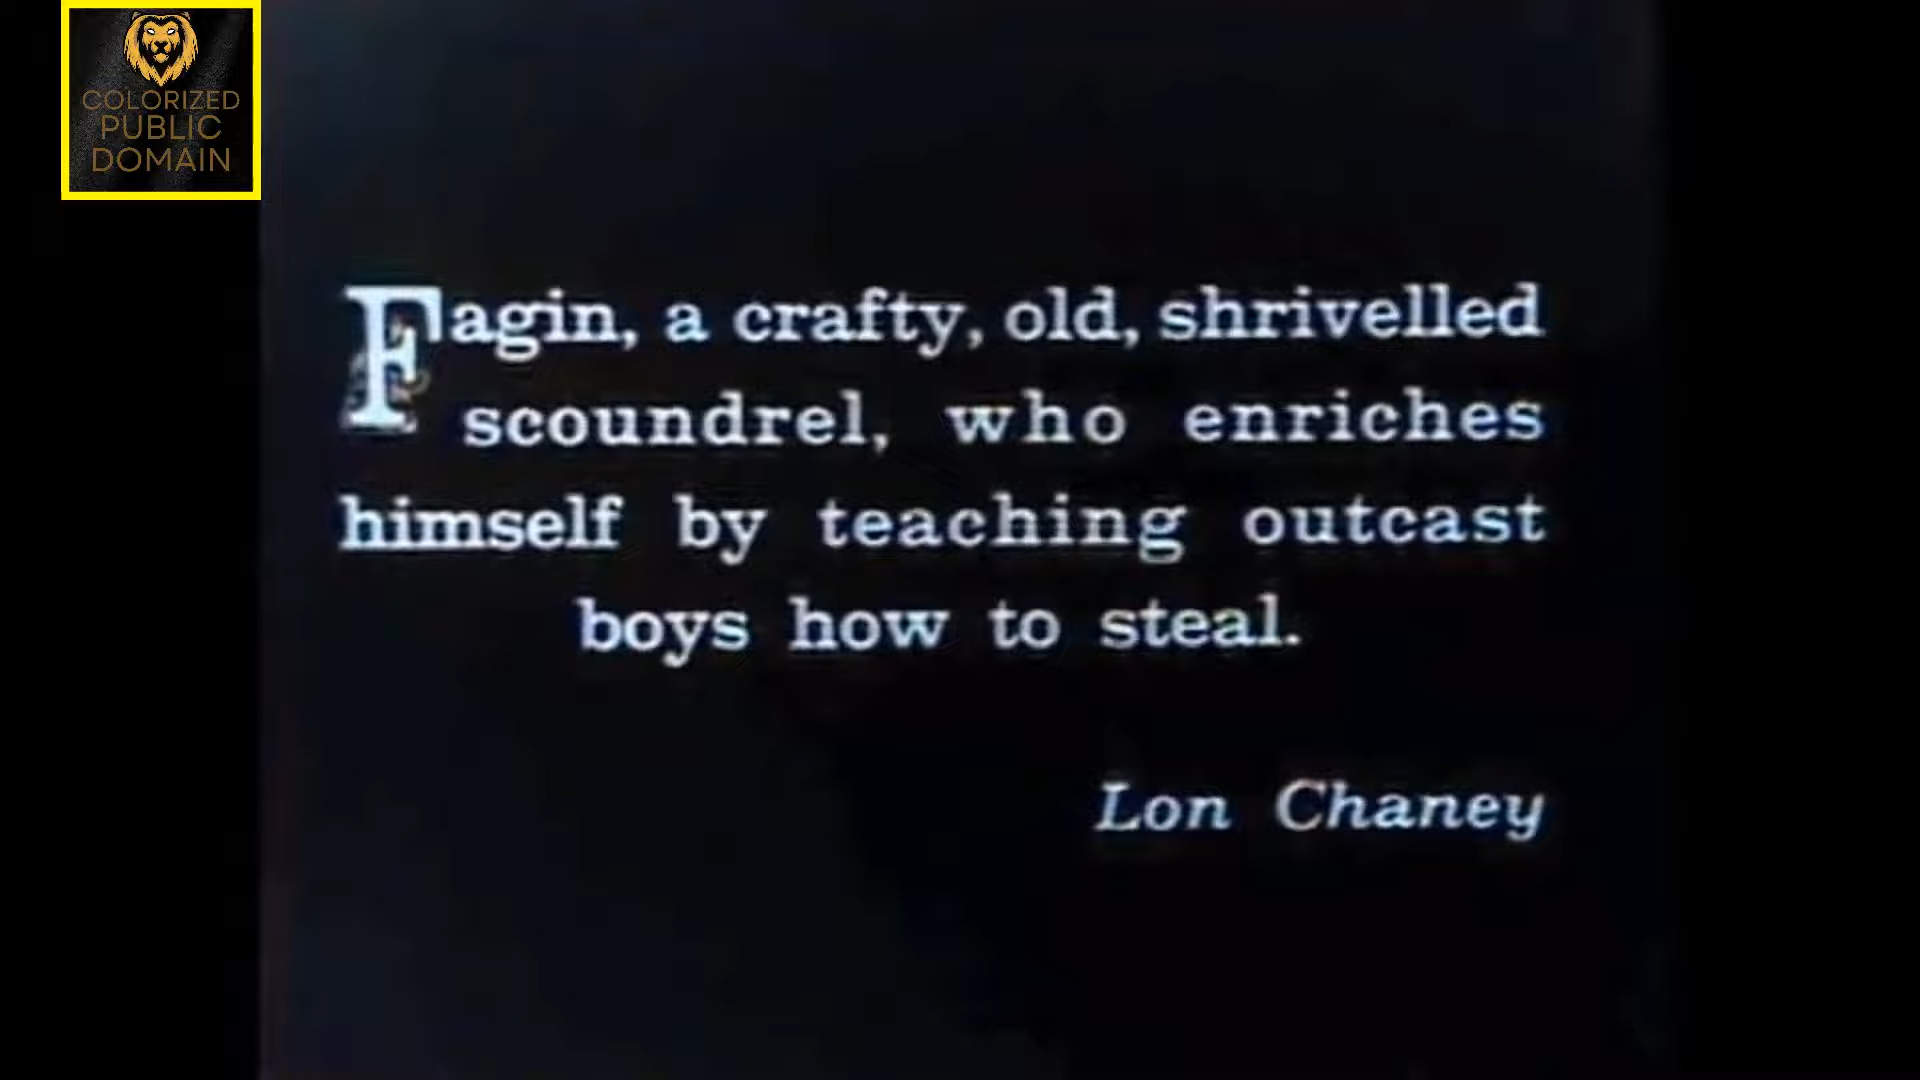 COLORIZED
PUBLIC
DOMAIN
Fagin, a crafty, old, shrivelled
scoundrel, who enriches
himself by teaching outcast
boys how to steal.
Lon Chaney